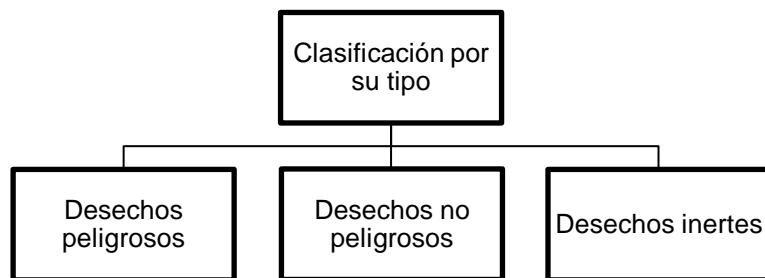 Clasificación por
su tipo
Desechos
peligrosos
Desechos no
peligrosos
Desechos inertes